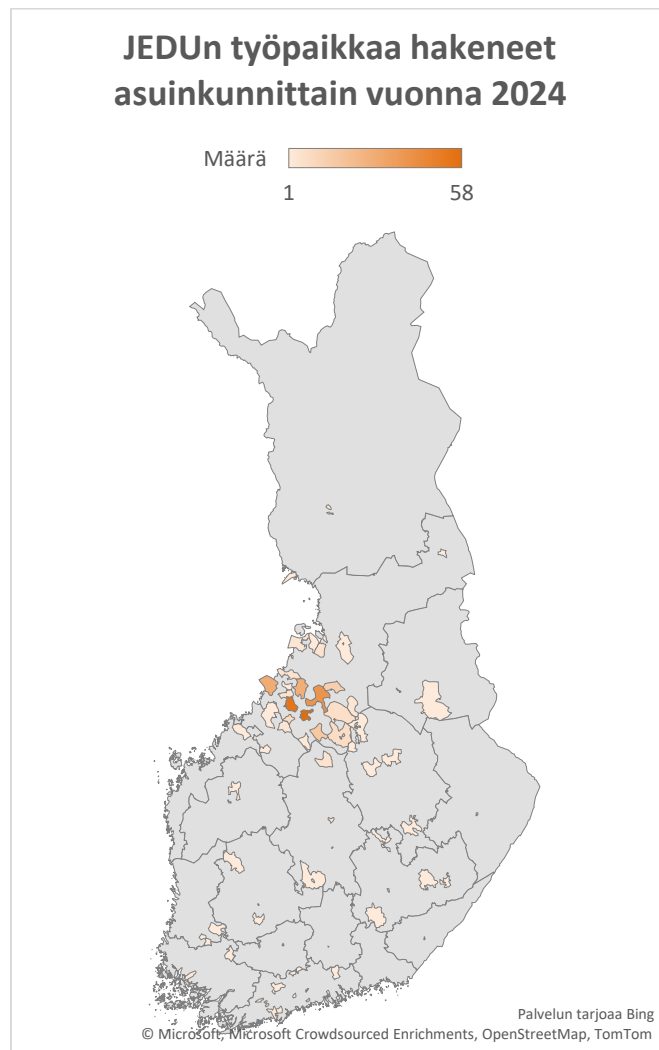 JEDUn työpaikkaa hakeneet
asuinkunnittain vuonna 2024
Määrä
1 58
Palvelun tarjoaa Bing
© Microsoft, Microsoft Crowdsourced Enrichments, OpenStreetMap, TomTom